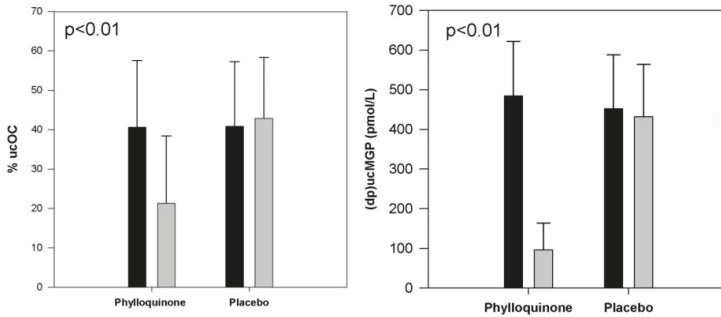 p<0.01
% ucOC
70
60
50
40
30
20
10
0
Phylloquinone Placebo
p<0.01
(dp)ucMGP (pmol/L)
700
600
500
400
300
200
100
0
Phylloquinone Placebo